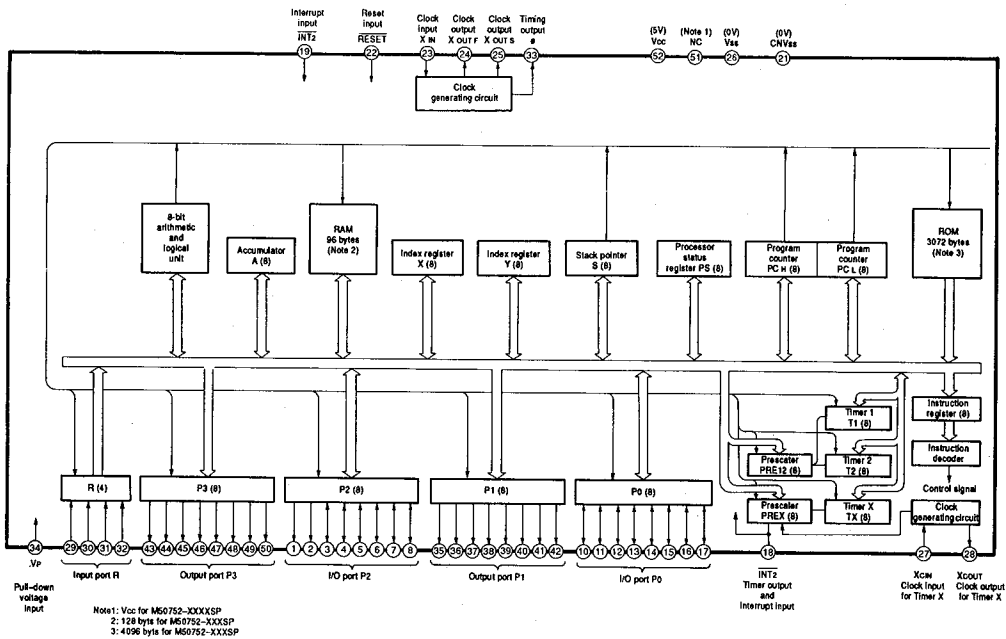 Interrupt
input
INT2
19
Reset
input
RESET
22
Clock
input
X IN
23
Clock
output
X OUT F
24
Clock
output
X OUT S
25
Timing
output
ø
33
(5V)
Vcc
52
(Note 1)
NC
51
(0V)
Vss
26
(0V)
CNVss
21
Clock
generating circuit
8-bit
arithmetic
and
logical
unit
Accumulator
A (8)
RAM
96 bytes
(Note 2)
Index register
X (8)
Index register
Y (8)
Stack pointer
S (8)
Processor
status
register PS (8)
Program
counter
PC H (8)
Program
counter
PC L (8)
ROM
3072 bytes
(Note 3)
Timer 1
T1 (8)
Instruction
register (8)
Prescater
PRE12 (8)
Timer 2
T2 (8)
Instruction
decoder
Control signal
R (4)
P3 (8)
P2 (8)
P1 (8)
P0 (8)
Prescaler
PREX (8)
Timer X
TX (8)
Clock
generating circuit
34 29 30 31 32 43 44 45 46 47 48 49 50 1 2 3 4 5 6 7 8 35 36 37 38 39 40 41 42 10 11 12 13 14 15 16 17 18 27 28
VP
Pull-down
voltage
input
Input port R
Output port P3
I/O port P2
Output port P1
I/O port P0
INT2
Timer output
and
Interrupt input
XCIN
Clock input
for Timer X
XCOUT
Clock output
for Timer X
Note1: Vcc for M50752-XXXXSP
2: 128 byte for M50752-XXXSP
3: 4096 byts for M50752-XXXSP